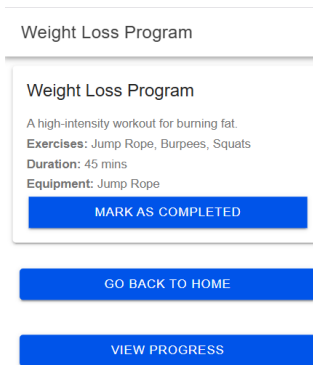 Weight Loss Program
Weight Loss Program
A high-intensity workout for burning fat.
Exercises: Jump Rope, Burpees, Squats
Duration: 45 mins
Equipment: Jump Rope
MARK AS COMPLETED
GO BACK TO HOME
VIEW PROGRESS